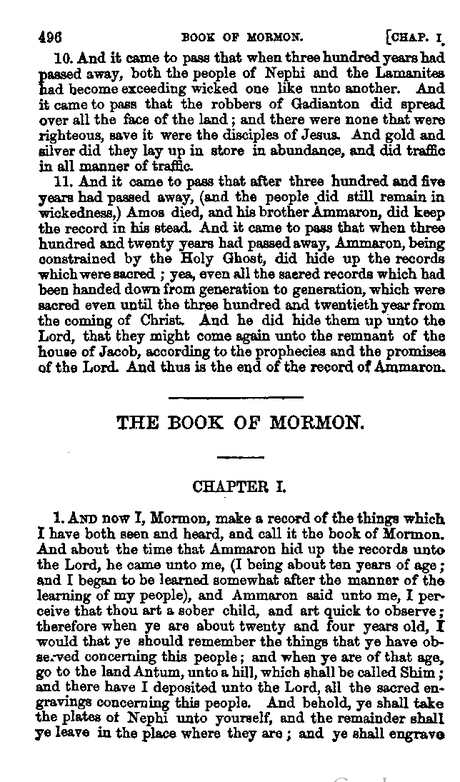 496 BOOK OF MORMON. [CHAP. I.
10. And it came to pass that when three hundred years had
passed away, both the people of Nephi and the Lamanites
had become exceeding wicked one like unto another. And
it came to pass that the robbers of Gadianton did spread
over all the face of the land; and there were none that were
righteous, save it were the disciples of Jesus. And gold and
silver did they lay up in store in abundance, and did traffic
in all manner of traffic.
11. And it came to pass that after three hundred and five
years had passed away, (and the people did still remain in
wickedness,) Amos died, and his brother Ammaron, did keep
the record in his stead. And it came to pass that when three
hundred and twenty years had passed away, Ammaron, being
constrained by the Holy Ghost, did hide up the records
which were sacred; yea, even all the sacred records which had
been handed down from generation to generation, which were
sacred even until the three hundred and twentieth year from
the coming of Christ. And he did hide them up unto the
Lord, that they might come again unto the remnant of the
house of Jacob, according to the prophecies and the promises
of the Lord. And thus is the end of the record of Ammaron.
THE BOOK OF MORMON.
CHAPTER I.
1. AND now I, Mormon, make a record of the things which
I have both seen and heard, and call it the book of Mormon.
And about the time that Ammaron hid up the records unto
the Lord, he came unto me, (I being about ten years of age;
and I began to be learned somewhat after the manner of the
learning of my people), and Ammaron said unto me, I per-
ceive that thou art a sober child, and art quick to observe;
therefore when ye are about twenty and four years old, I
would that ye should remember the things that ye have ob-
served concerning this people; and when ye are of that age,
go to the land Antum, unto a hill, which shall be called Shim;
and there have I deposited unto the Lord, all the sacred en-
gravings concerning this people. And behold, ye shall take
the plates of Nephi unto yourself, and the remainder shall
ye leave in the place where they are; and ye shall engrave